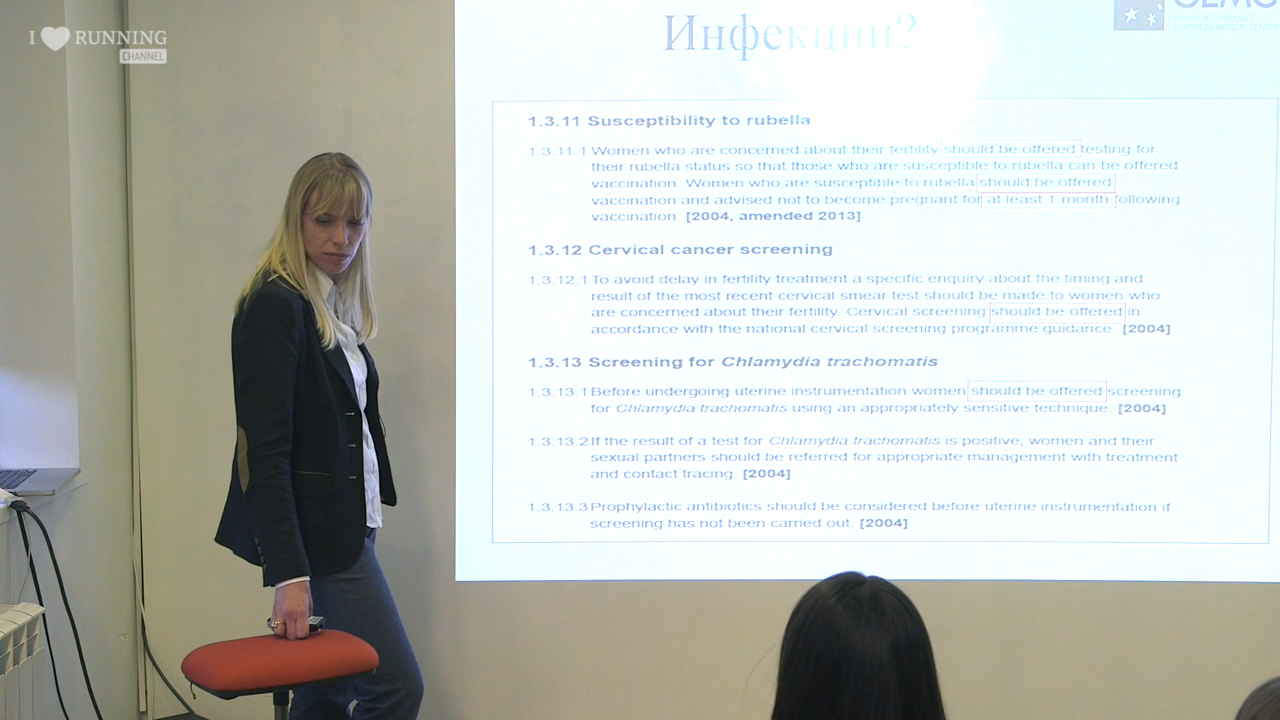 I RUNNING
CHANNEL
Инфекции?
EUROPEAN MEDICAL CENTER
1.3.11 Susceptibility to rubella
1.3.11.1 Women who are concerned about their fertility should be offered testing for
their rubella status so that those who are susceptible to rubella can be offered
vaccination. Women who are susceptible to rubella should be offered
vaccination and advised not to become pregnant for at least 1 month following
vaccination. [2004, amended 2013]
1.3.12 Cervical cancer screening
1.3.12.1 To avoid delay in fertility treatment a specific enquiry about the timing and
result of the most recent cervical smear test should be made to women who
are concerned about their fertility. Cervical screening should be offered in
accordance with the national cervical screening programme guidance. [2004]
1.3.13 Screening for Chlamydia trachomatis
1.3.13.1 Before undergoing uterine instrumentation women should be offered screening
for Chlamydia trachomatis using an appropriately sensitive technique. [2004]
1.3.13.2 If the result of a test for Chlamydia trachomatis is positive, women and their
sexual partners should be referred for appropriate management with treatment
and contact tracing. [2004]
1.3.13.3 Prophylactic antibiotics should be considered before uterine instrumentation if
screening has not been carried out. [2004]